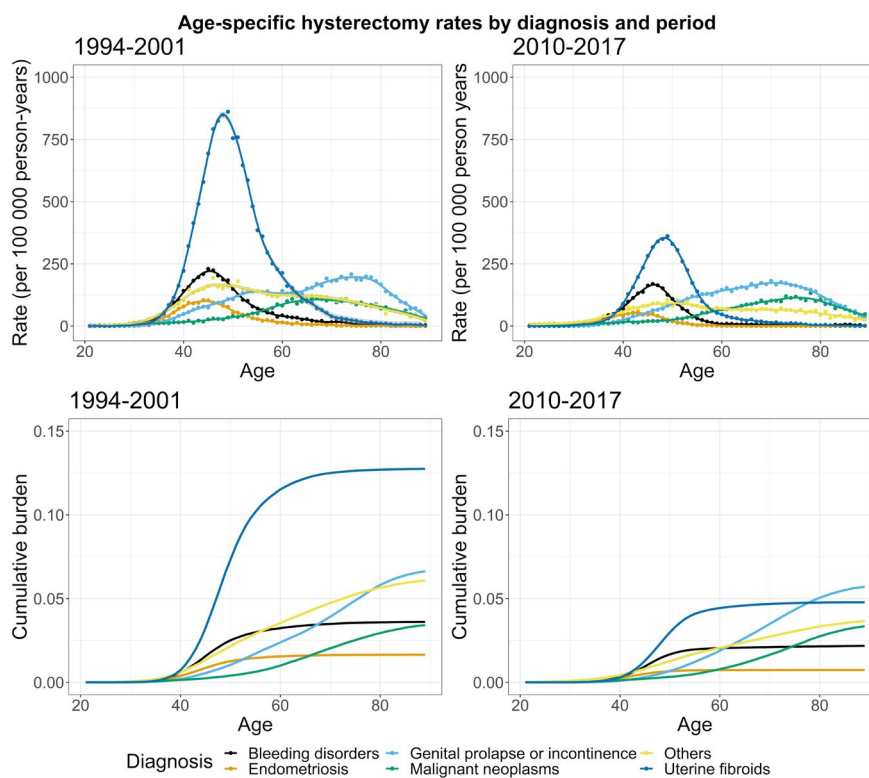 Age-specific hysterectomy rates by diagnosis and period
1994-2001
2010-2017
Rate (per 100 000 person-years)
1000
750
500
250
0
20
40
60
80
Age
Rate (per 100 000 person years)
1000
750
500
250
0
20
40
60
80
Age
1994-2001
2010-2017
Cumulative burden
0.15
0.10
0.05
0.00
20
40
60
80
Age
Cumulative burden
0.15
0.10
0.05
0.00
20
40
60
80
Age
Diagnosis
Bleeding disorders
Genital prolapse or incontinence
Others
Endometriosis
Malignant neoplasms
Uterine fibroids